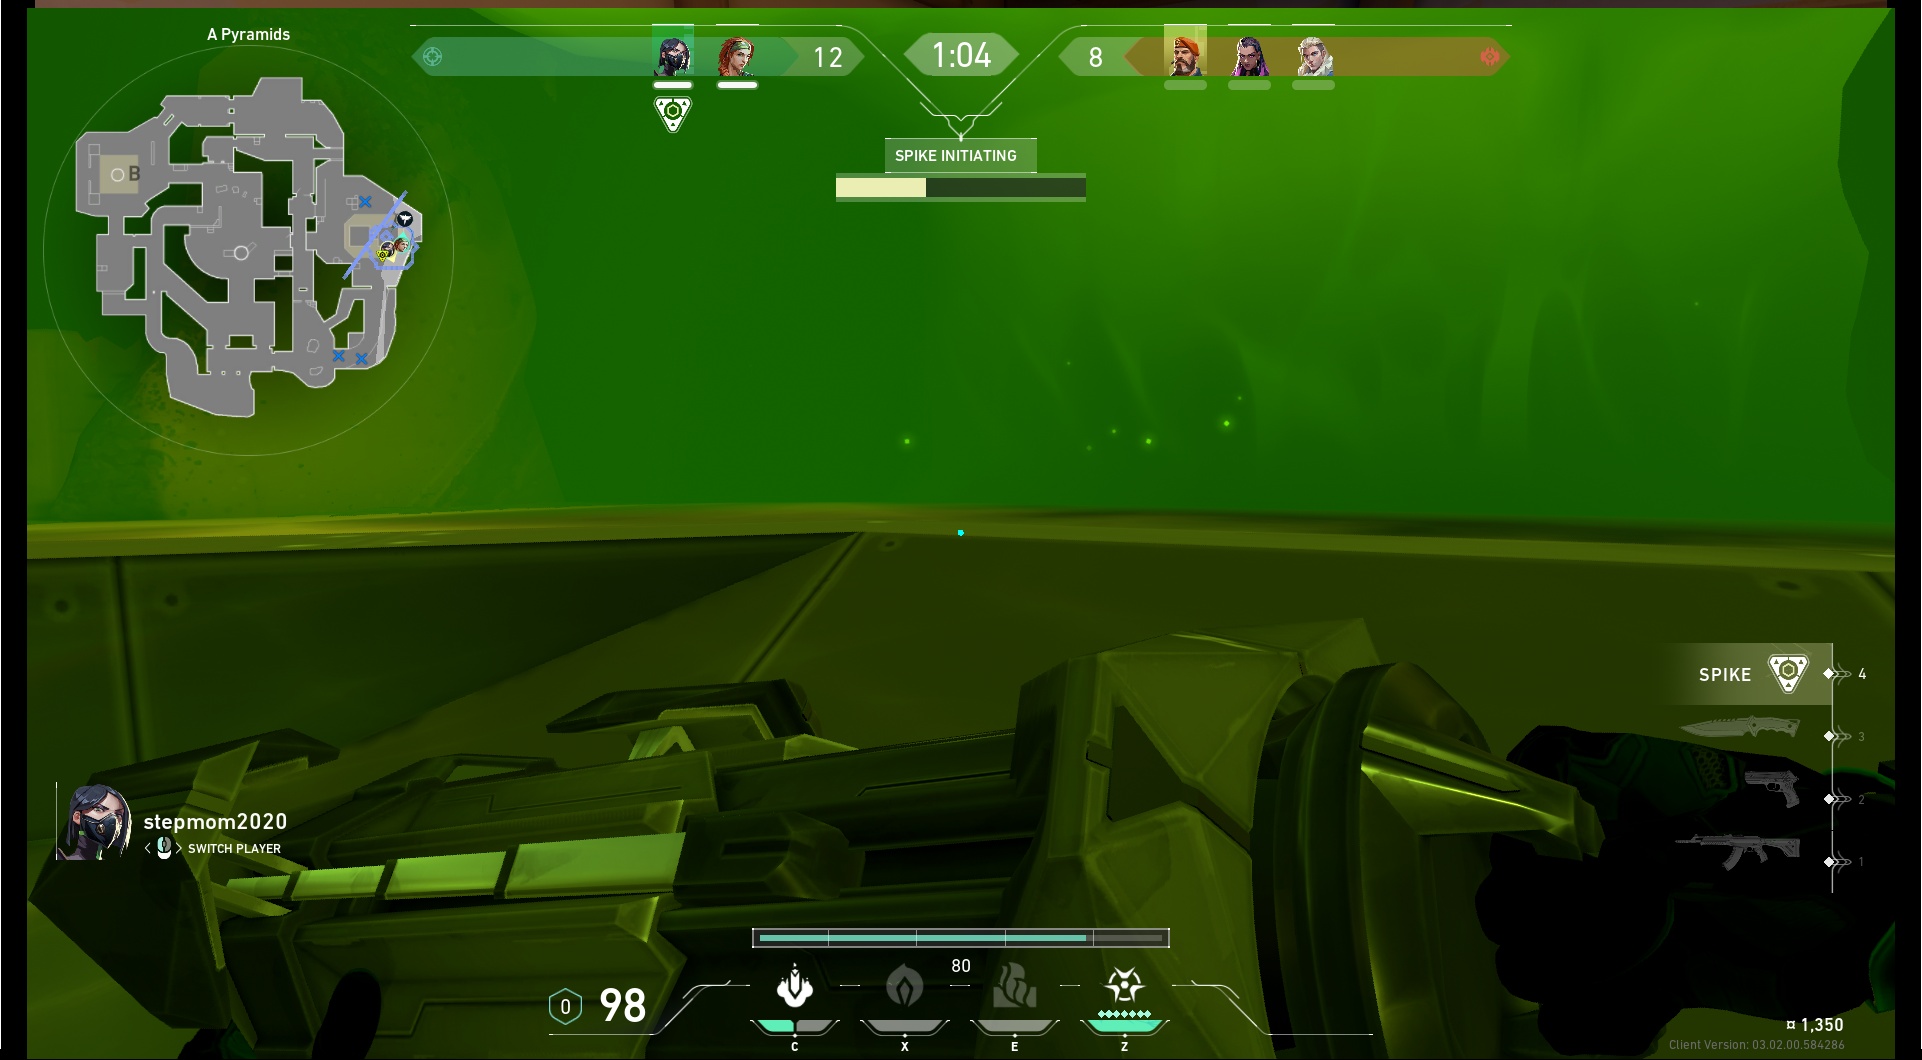 A Pyramids
12
1:04
8
SPIKE INITIATING
B
SPIKE
4
3
2
1
stepmom2020
SWITCH PLAYER
80
0
98
C
X
E
Z
¤ 1,350
Client Version: 03.02.00.584286